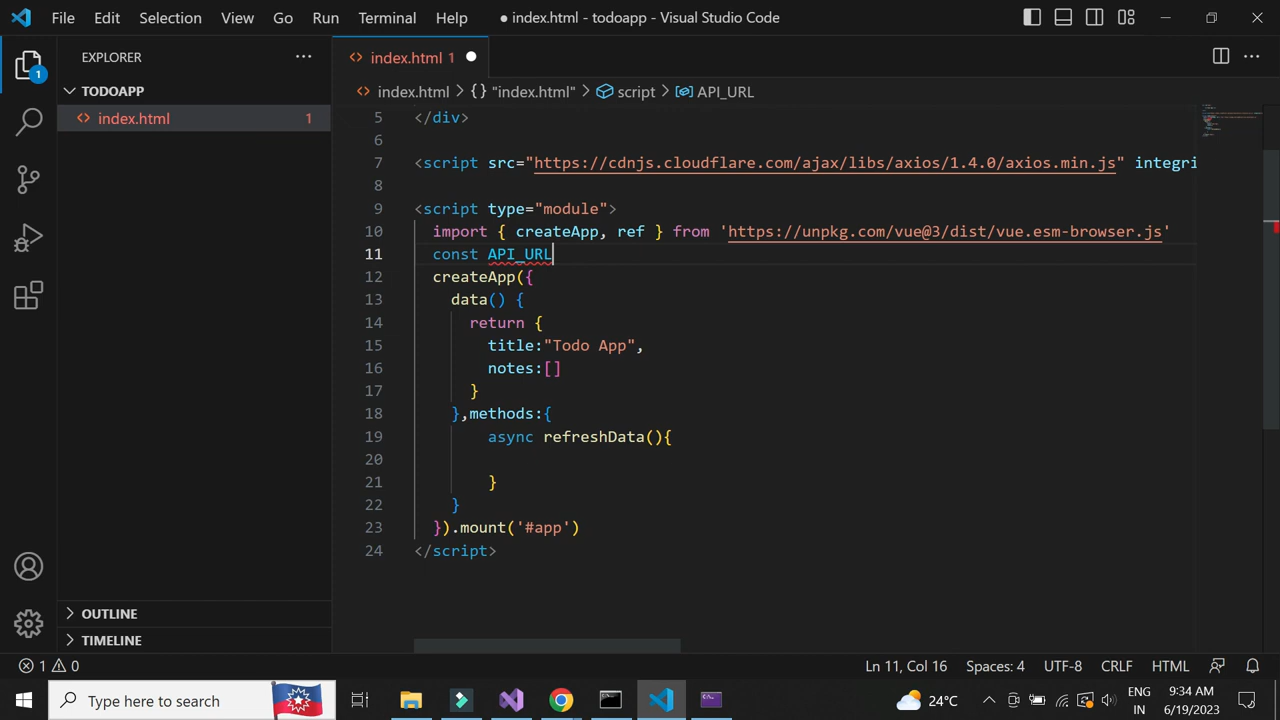 File Edit Selection View Go Run Terminal Help ● index.html - todoapp - Visual Studio Code
EXPLORER ···
1
TODOAPP
<> index.html 1
<> index.html 1 ●
<> index.html > {} "index.html" > script > API_URL
5 </div>
6
7 <script src="https://cdnjs.cloudflare.com/ajax/libs/axios/1.4.0/axios.min.js" integri
8
9 <script type="module">
10 import { createApp, ref } from 'https://unpkg.com/vue@3/dist/vue.esm-browser.js'
11 const API_URL
12 createApp({
13 data() {
14 return {
15 title:"Todo App",
16 notes:[]
17 }
18 },methods:{
19 async refreshData(){
20
21 }
22 }
23 }).mount('#app')
24 </script>
OUTLINE
TIMELINE
1 0 Ln 11, Col 16 Spaces: 4 UTF-8 CRLF HTML
Type here to search 24°C ENG IN 9:34 AM 6/19/2023